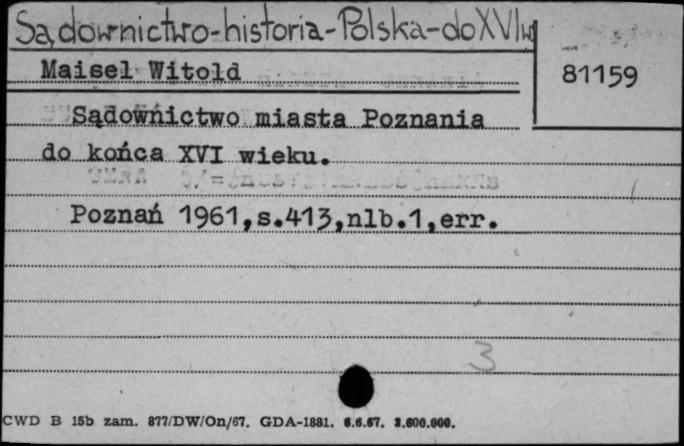 Sądownictwo-historia-Polska-do XVI w
81159
Maisel Witold
Sądownictwo miasta Poznania
do końca XVI wieku.
Poznań 1961,s.413,nlb.1,err.
3
CWD B 15b zam. 877/DW/On/67. GDA-1881. 6.6.67. 2.600.000.